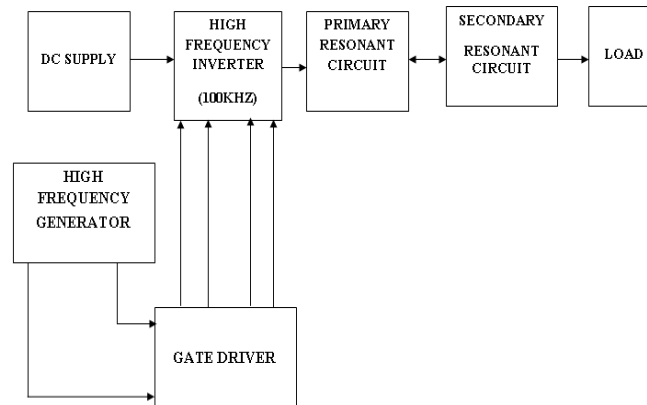 DC SUPPLY
HIGH
FREQUENCY
INVERTER
(100KHZ)
PRIMARY
RESONANT
CIRCUIT
SECONDARY
RESONANT
CIRCUIT
LOAD
HIGH
FREQUENCY
GENERATOR
GATE DRIVER